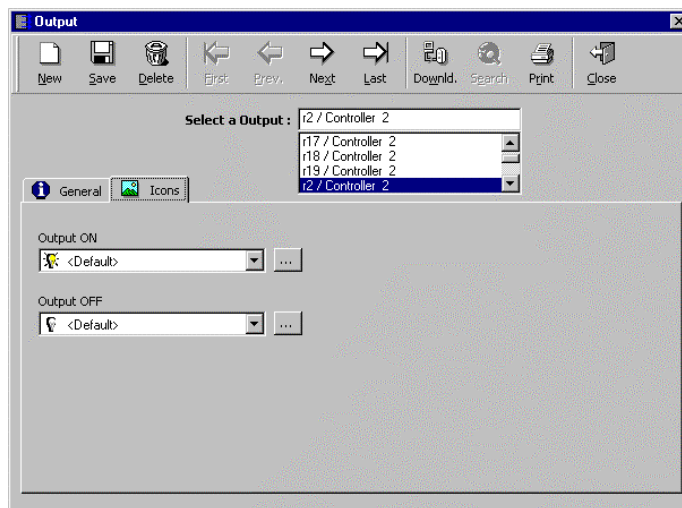 Output
New Save Delete First Prev. Next Last Downld. Search Print Close
Select a Output : r2 / Controller 2
r17 / Controller 2
r18 / Controller 2
r19 / Controller 2
r2 / Controller 2
General Icons
Output ON
<Default> ...
Output OFF
<Default> ...